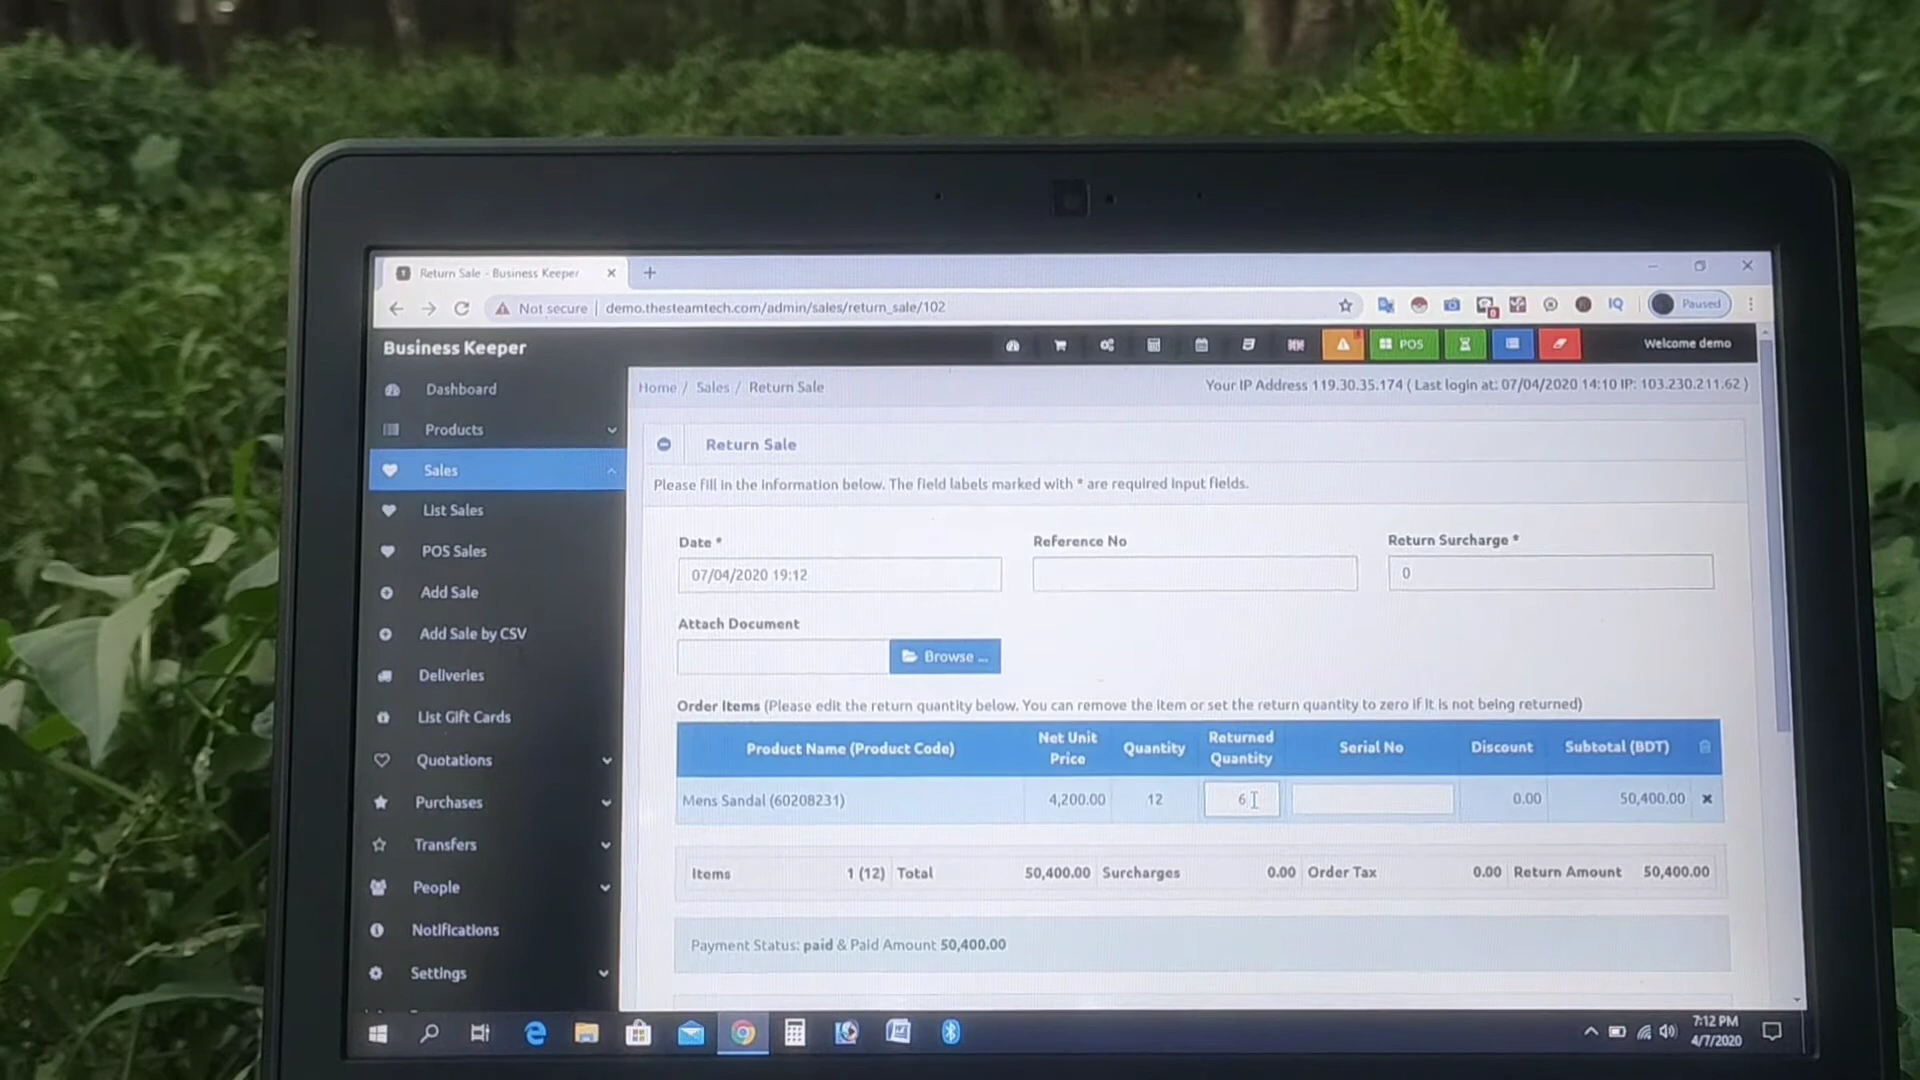 Return Sale - Business Keeper
Not secure | demo.thesteamtech.com/admin/sales/return_sale/102
IQ
Paused
Business Keeper
POS
Welcome demo
Dashboard
Products
Sales
List Sales
POS Sales
Add Sale
Add Sale by CSV
Deliveries
List Gift Cards
Quotations
Purchases
Transfers
People
Notifications
Settings
Home / Sales / Return Sale
Your IP Address 119.30.35.174 ( Last login at: 07/04/2020 14:10 IP: 103.230.211.62 )
Return Sale
Please fill in the information below. The field labels marked with * are required input fields.
Date *
Reference No
Return Surcharge *
07/04/2020 19:12
0
Attach Document
Browse ...
Order Items (Please edit the return quantity below. You can remove the item or set the return quantity to zero if it is not being returned)
Product Name (Product Code)
Net Unit Price
Quantity
Returned Quantity
Serial No
Discount
Subtotal (BDT)
Mens Sandal (60208231)
4,200.00
12
6
0.00
50,400.00
Items 1 (12) Total 50,400.00 Surcharges 0.00 Order Tax 0.00 Return Amount 50,400.00
Payment Status: paid & Paid Amount 50,400.00
7:12 PM
4/7/2020